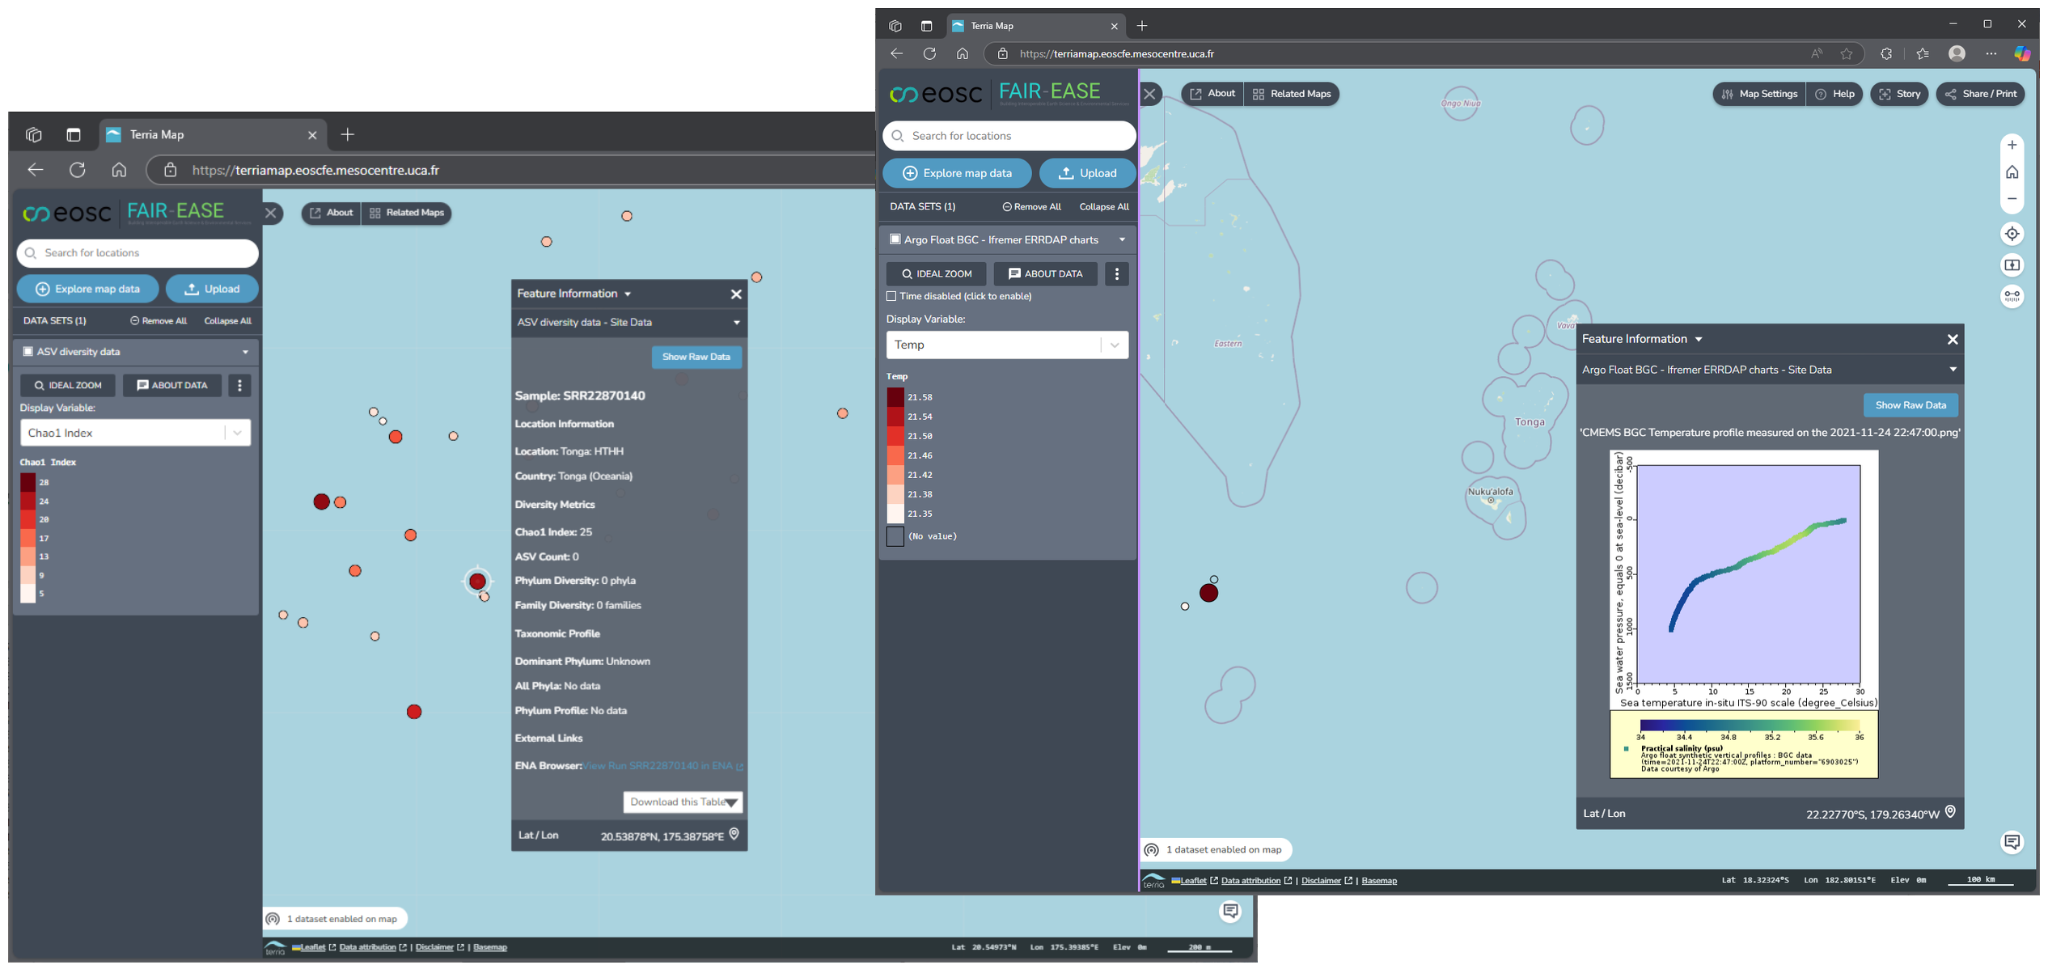 Terria Map
https://terriamap.eoscfe.mesocentre.uca.fr
eosc FAIR-EASE
Search for locations
Explore map data
Upload
DATA SETS (1)
Remove All
Collapse All
ASV diversity data
IDEAL ZOOM
ABOUT DATA
Display Variable:
Chao1 Index
Chao1 Index
28
24
20
17
13
9
5
About
Related Maps
Feature Information
ASV diversity data - Site Data
Show Raw Data
Sample: SRR22870140
Location Information
Location: Tonga: HTHH
Country: Tonga (Oceania)
Diversity Metrics
Chao1 Index: 25
ASV Count: 0
Phylum Diversity: 0 phyla
Family Diversity: 0 families
Taxonomic Profile
Dominant Phylum: Unknown
All Phyla: No data
Phylum Profile: No data
External Links
ENA Browser: View Run SRR22870140 in ENA
Download this Table
Lat / Lon 20.53878°N, 175.38758°E
1 dataset enabled on map
terria
Leaflet Data attribution | Disclaimer | Basemap
Lat 20.54973°N Lon 175.39385°E Elev 0m 200 m
Terria Map
https://terriamap.eoscfe.mesocentre.uca.fr
eosc FAIR-EASE
Search for locations
Explore map data
Upload
DATA SETS (1)
Remove All
Collapse All
Argo Float BGC - Ifremer ERRDAP charts
IDEAL ZOOM
ABOUT DATA
Time disabled (click to enable)
Display Variable:
Temp
Temp
21.58
21.54
21.50
21.46
21.42
21.38
21.35
(No value)
About
Related Maps
Map Settings
Help
Story
Share / Print
Ongo Niua
Eastern
Vava
Tonga
Nuku'alofa
Feature Information
Argo Float BGC - Ifremer ERRDAP charts - Site Data
Show Raw Data
'CMEMS BGC Temperature profile measured on the 2021-11-24 22:47:00.png'
Sea water pressure, equals 0 at sea-level (decibar)
-500
0
500
1000
1500
0 5 10 15 20 25 30
Sea temperature in-situ ITS-90 scale (degree_Celsius)
34 34.4 34.8 35.2 35.6 36
Practical salinity (psu)
Argo float synthetic vertical profiles : BGC data
(time=2021-11-24T22:47:00Z, platform_number="6903025")
Data courtesy of Argo
Lat / Lon 22.22770°S, 179.26340°W
1 dataset enabled on map
terria
Leaflet Data attribution | Disclaimer | Basemap
Lat 18.32324°S Lon 182.80151°E Elev 0m 100 km